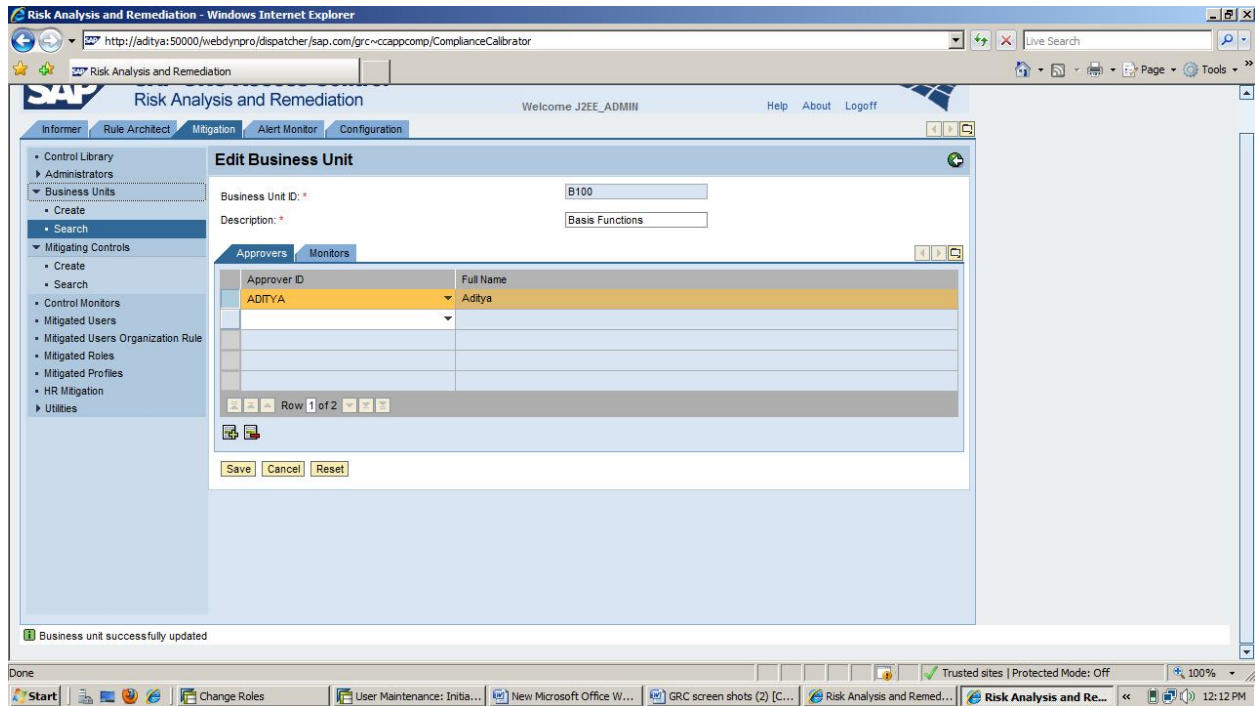 Risk Analysis and Remediation - Windows Internet Explorer
http://aditya:50000/webdynpro/dispatcher/sap.com/grc~ccappcomp/ComplianceCalibrator
Live Search
Risk Analysis and Remediation
Page
Tools
SAP
Risk Analysis and Remediation
Welcome J2EE_ADMIN
Help About Logoff
Informer Rule Architect Mitigation Alert Monitor Configuration
Control Library
Administrators
Business Units
Create
Search
Mitigating Controls
Create
Search
Control Monitors
Mitigated Users
Mitigated Users Organization Rule
Mitigated Roles
Mitigated Profiles
HR Mitigation
Utilities
Edit Business Unit
Business Unit ID: * B100
Description: * Basis Functions
Approvers Monitors
Approver ID Full Name
ADITYA Aditya
Row 1 of 2
Save Cancel Reset
Business unit successfully updated
Done
Trusted sites | Protected Mode: Off
100%
Start
Change Roles
User Maintenance: Initia...
New Microsoft Office W...
GRC screen shots (2) [C...
Risk Analysis and Remed...
Risk Analysis and Re...
12:12 PM